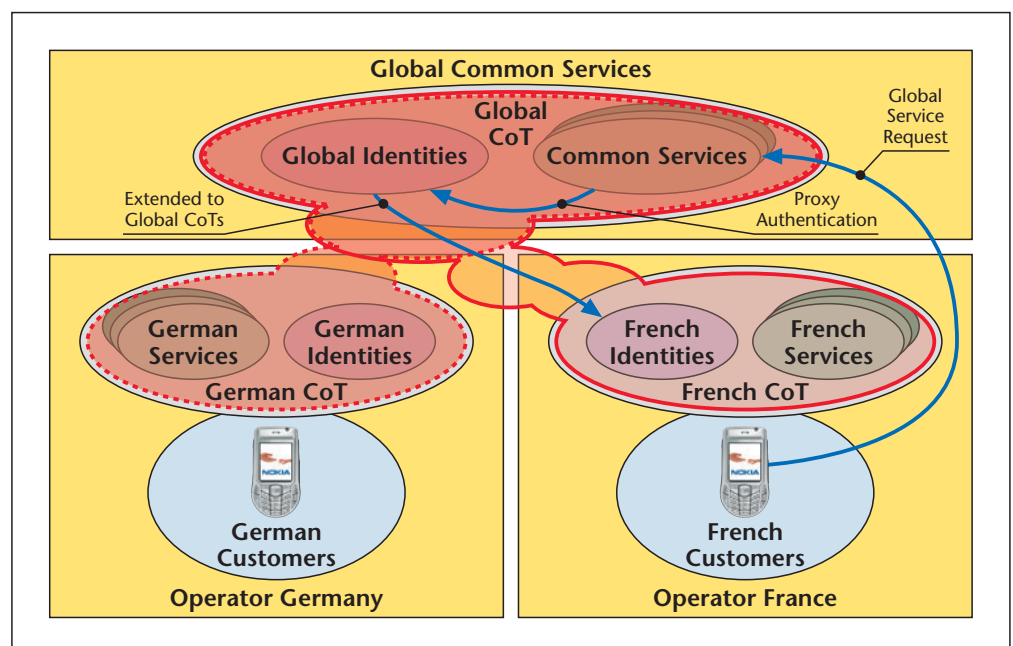 Global Common Services
Global
CoT
Global Identities
Common Services
Global
Service
Request
Extended to
Global CoTs
Proxy
Authentication
German
Services
German
Identities
German CoT
French
Identities
French
Services
French CoT
NOKIA
NOKIA
German
Customers
French
Customers
Operator Germany
Operator France